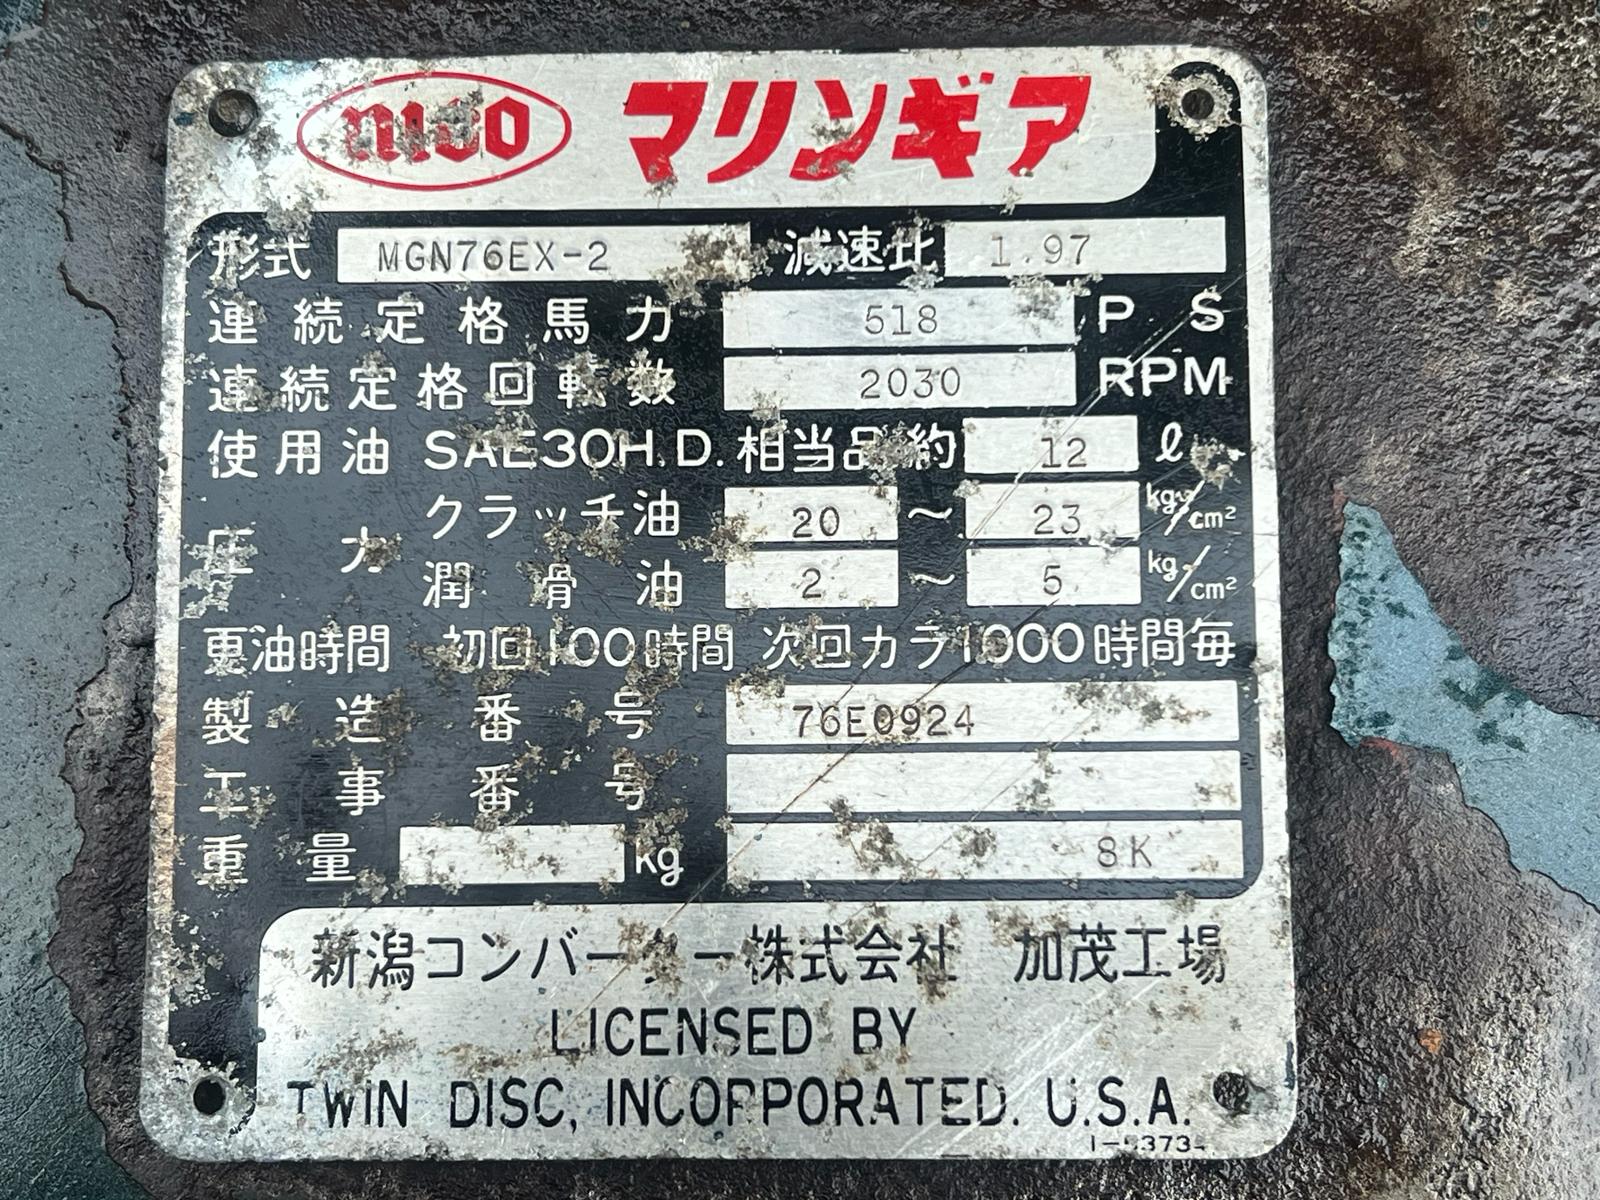 nico マリンギア
形式 MGN76EX-2 減速比 1.97
連続定格馬力 518 PS
連続定格回転数 2030 RPM
使用油 SAE30H.D.相当品 約 12 ℓ
圧力 クラッチ油 20 〜 23 kg/cm²
潤滑油 2 〜 5 kg/cm²
更油時間 初回100時間 次回カラ1000時間毎
製造番号 76E0924
工事番号
重量 kg 8K
新潟コンバーター株式会社 加茂工場
LICENSED BY
TWIN DISC, INCORPORATED. U.S.A.